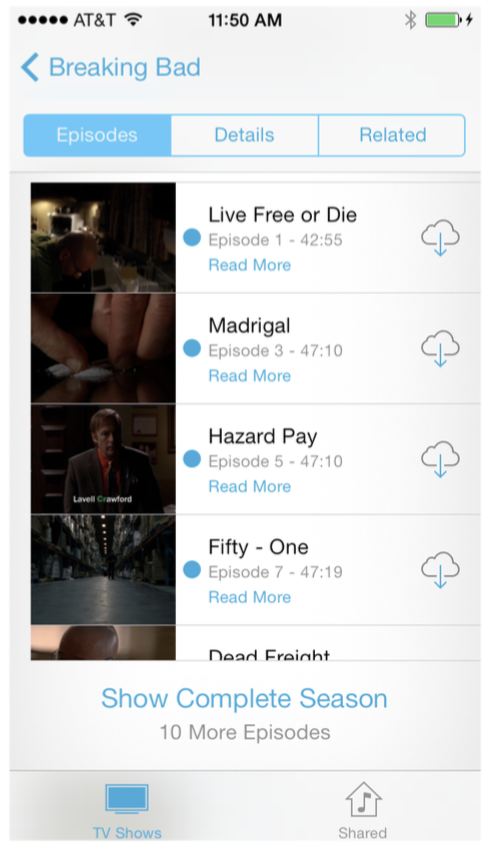 AT&T 11:50 AM
Breaking Bad
Episodes Details Related
Live Free or Die
Episode 1 - 42:55
Read More
Madrigal
Episode 3 - 47:10
Read More
Lavell Crawford
Hazard Pay
Episode 5 - 47:10
Read More
Fifty - One
Episode 7 - 47:19
Read More
Dead Freight
Show Complete Season
10 More Episodes
TV Shows Shared